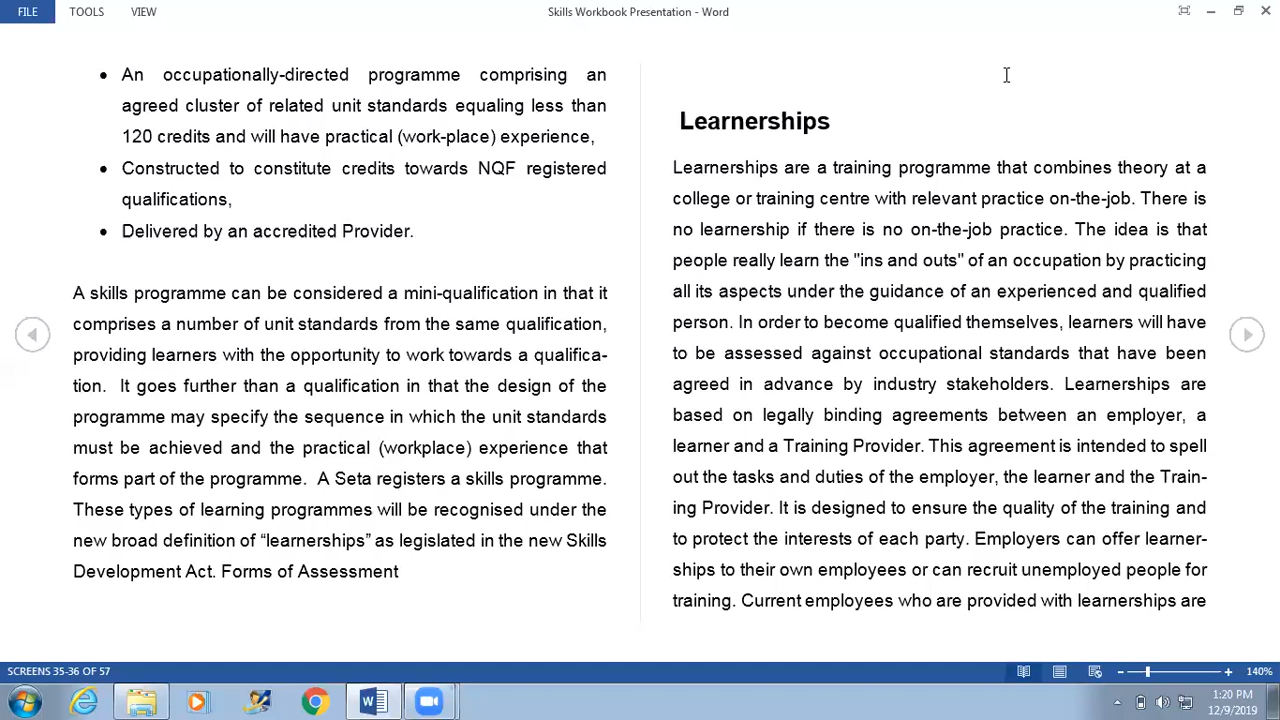 FILE TOOLS VIEW Skills Workbook Presentation - Word
• An occupationally-directed programme comprising an
agreed cluster of related unit standards equaling less than
120 credits and will have practical (work-place) experience,
• Constructed to constitute credits towards NQF registered
qualifications,
• Delivered by an accredited Provider.
A skills programme can be considered a mini-qualification in that it
comprises a number of unit standards from the same qualification,
providing learners with the opportunity to work towards a qualifica-
tion. It goes further than a qualification in that the design of the
programme may specify the sequence in which the unit standards
must be achieved and the practical (workplace) experience that
forms part of the programme. A Seta registers a skills programme.
These types of learning programmes will be recognised under the
new broad definition of “learnerships” as legislated in the new Skills
Development Act. Forms of Assessment
Learnerships
Learnerships are a training programme that combines theory at a
college or training centre with relevant practice on-the-job. There is
no learnership if there is no on-the-job practice. The idea is that
people really learn the "ins and outs" of an occupation by practicing
all its aspects under the guidance of an experienced and qualified
person. In order to become qualified themselves, learners will have
to be assessed against occupational standards that have been
agreed in advance by industry stakeholders. Learnerships are
based on legally binding agreements between an employer, a
learner and a Training Provider. This agreement is intended to spell
out the tasks and duties of the employer, the learner and the Train-
ing Provider. It is designed to ensure the quality of the training and
to protect the interests of each party. Employers can offer learner-
ships to their own employees or can recruit unemployed people for
training. Current employees who are provided with learnerships are
SCREENS 35-36 OF 57 140%
1:20 PM
12/9/2019